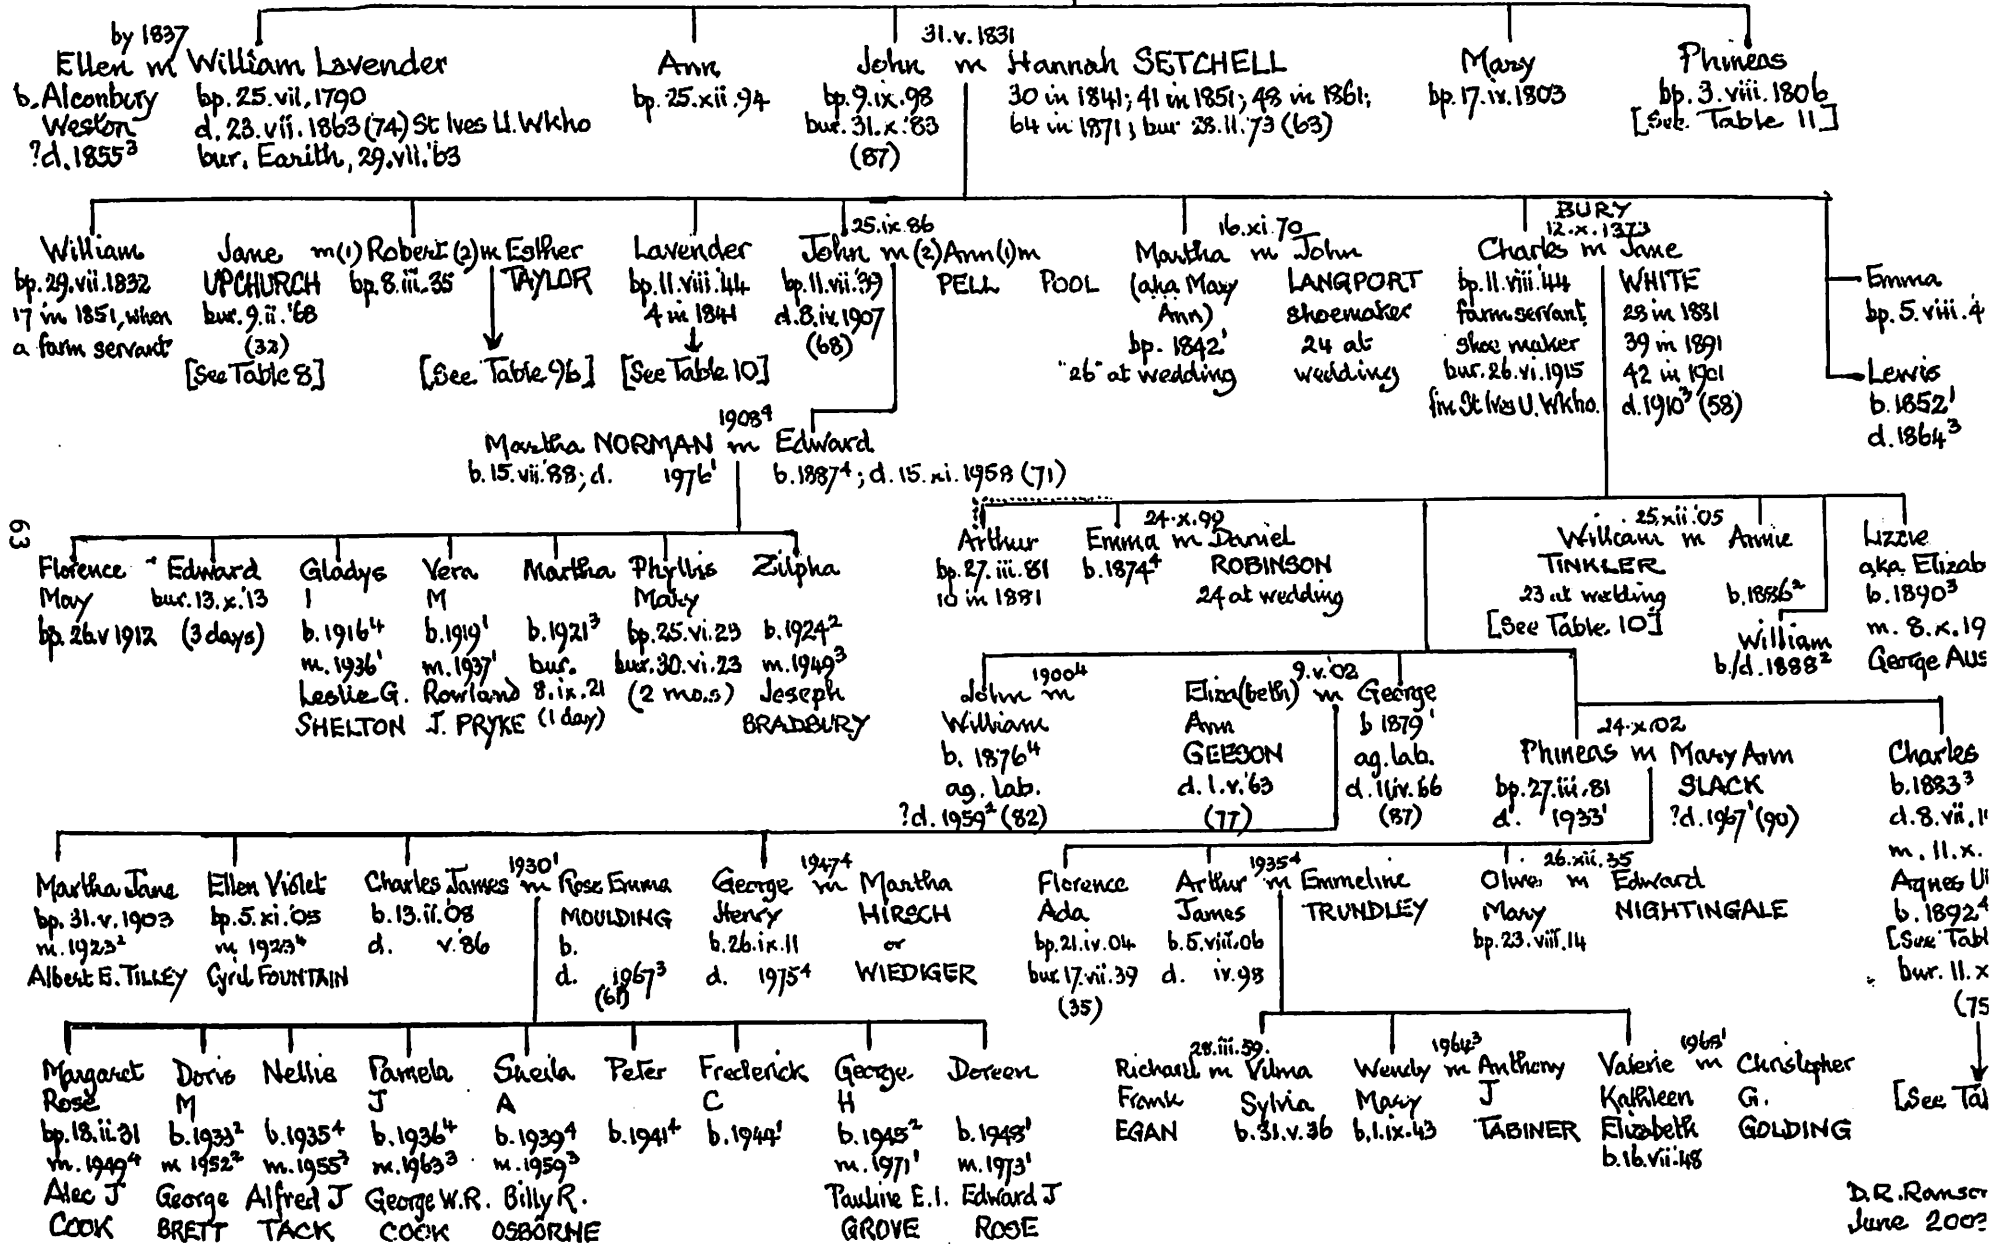 by 1837
Ellen m William Lavender
b. Alconbury
Weston
?d. 1855³
bp. 25. vii. 1790
d. 23. vii. 1863 (74) St Ives U. Wkho
bur. Earith, 29. vii. '63
Ann
bp. 25. xii. 94
31. v. 1831
John m Hannah SETCHELL
bp. 9. ix. 98
bur. 31. x. '83
(87)
30 in 1841; 41 in 1851; 48 in 1861;
64 in 1871; bur 28. ii. 73 (63)
Mary
bp. 17. iv. 1803
Phineas
bp. 3. viii. 1806
[See Table 11]
William
bp. 29. vii. 1832
17 in 1851, when
a farm servant
Jane m(1) Robert (2)m Esther
UPCHURCH
bur. 9. ii. '68
(32)
[See Table 8]
bp. 8. iii. 35
TAYLOR
[See Table 9b]
Lavender
bp. 11. viii. 44
4 in 1841
[See Table 10]
25. ix. 86
John m (2) Ann (1) m
bp. 11. vii. 39
d. 8. iv. 1907
(68)
PELL
POOL
16. xi. 70
Martha m John
(aka Mary
Ann)
bp. 1842¹
"26" at wedding
LANGPORT
shoemaker
24 at
wedding
BURY
12. x. 1873
Charles m Jane
bp. 11. viii. 44
farm servant,
shoe maker
bur. 26. vi. 1915
fin St Ives U. Wkho.
WHITE
28 in 1881
39 in 1891
42 in 1901
d. 1910³ (58)
Emma
bp. 5. viii. 4
Lewis
b. 1852¹
d. 1864³
1908⁴
Martha NORMAN m Edward
b. 15. vii. '88; d. 1976¹
b. 1887⁴; d. 15. xi. 1958 (71)
63
Florence
May
bp. 26. v 1912
Edward
bur. 13. x. '13
(3 days)
Gladys
I
b. 1916⁴
m. 1936¹
Leslie G.
SHELTON
Vera
M
b. 1919¹
m. 1937¹
Rowland
J. PRYKE
Martha
b. 1921³
bur.
8. ix. 21
(1 day)
Phyllis
Mary
bp. 25. vi. 23
bur. 30. vi. 23
(2 mo.s)
Zilpha
b. 1924²
m. 1949³
Joseph
BRADBURY
Arthur
bp. 27. iii. 81
10 in 1881
24. x. 99
Emma m Daniel
b. 1874⁴
ROBINSON
24 at wedding
25. xii. '05
William m Annie
TINKLER
23 at wedding
[See Table 10]
b. 1886²
William
b./d. 1888²
Lizzie
aka Elizab
b. 1890³
m. 8. x. 19
George AUS
1900⁴
John m
William
b. 1876⁴
ag. lab.
?d. 1959² (82)
9. v. '02
Eliza(beth) m George
Ann
GEESON
d. 1. v. '63
(77)
b 1879¹
ag. lab.
d. 11iv. 66
(87)
24. x. 02
Phineas m Mary Ann
bp. 27. iii. 81
d. 1933¹
SLACK
?d. 1967¹ (90)
Charles
b. 1883³
d. 8. vii. 1
m. 11. x.
Agnes
b. 1892⁴
[See Tabl
bur. 11. x
(75
[See Ta
Martha Jane
bp. 31. v. 1903
m. 1923²
Albert E. TILLEY
Ellen Violet
bp. 5. xi. '05
m 1923⁴
Cyril FOUNTAIN
1930¹
Charles James m Rose Emma
b. 13. ii. '08
d. v. '86
MOULDING
b.
d. 1967³
(61)
1947⁴
George m Martha
Henry
b. 26. ix. 11
d. 1975⁴
HIRSCH
or
WIEDIGER
Florence
Ada
bp. 21. iv. 04
bur. 17. vii. 39
(35)
1935⁴
Arthur m Emmeline
James
b. 5. viii. 06
d. iv. 98
TRUNDLEY
26. xii. 35
Olive m Edward
Mary
bp. 23. viii. 14
NIGHTINGALE
Margaret
Rose
bp. 18. ii. 31
m. 1949⁴
Alec J
COOK
Doris
M
b. 1933²
m 1952²
George
BRETT
Nellie
b. 1935⁴
m. 1955³
Alfred J
TACK
Pamela
J
b. 1936⁴
m. 1963³
George W.R.
COOK
Sheila
A
b. 1939⁴
m. 1959³
Billy R.
OSBORNE
Peter
b. 1941⁴
Frederick
C
b. 1944¹
George
H
b. 1945²
m. 1971¹
Pauline E. I.
GROVE
Doreen
b. 1948¹
m. 1973¹
Edward J
ROSE
28. iii. 59.
Richard m Vilma
Frank
EGAN
Sylvia
b. 31. v. 36
1964³
Wendy m Anthony
Mary
b. 1. ix. 43
J
TABINER
1968¹
Valerie m Christopher
Kathleen
Elizabeth
b. 16. vii. 48
G.
GOLDING
D. R. Ranso
June 200